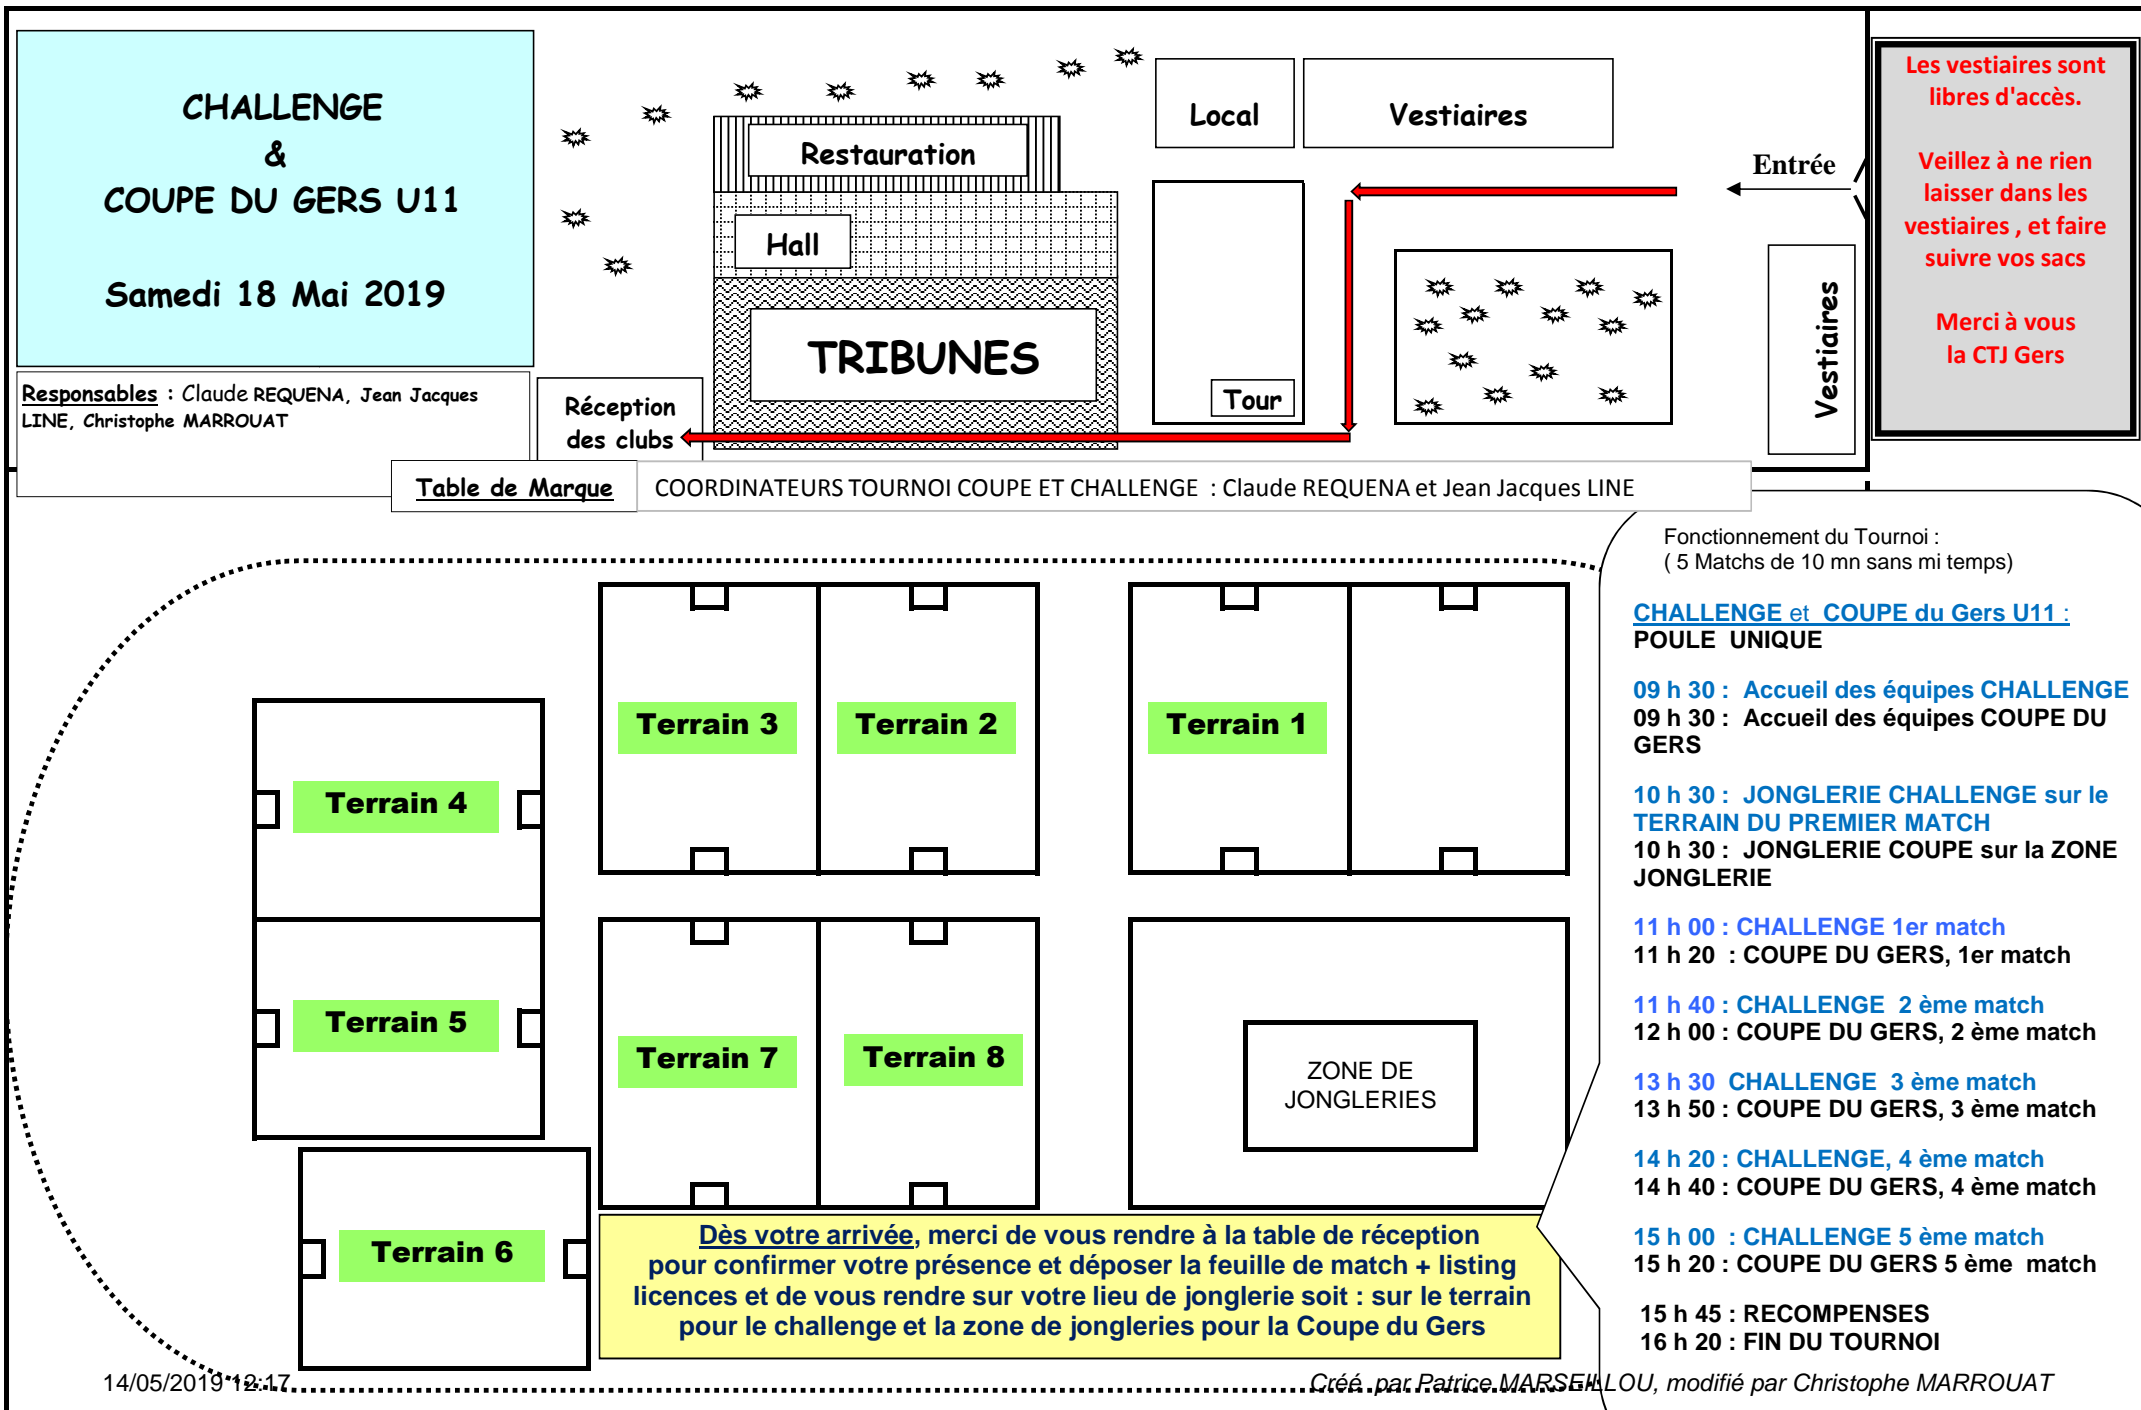 CHALLENGE
&
COUPE DU GERS U11
Samedi 18 Mai 2019
Responsables : Claude REQUENA, Jean Jacques
LINE, Christophe MARROUAT
Restauration
Hall
TRIBUNES
Réception
des clubs
Local
Vestiaires
Tour
Entrée
Vestiaires
Les vestiaires sont
libres d'accès.
Veillez à ne rien
laisser dans les
vestiaires , et faire
suivre vos sacs
Merci à vous
la CTJ Gers
Table de Marque
COORDINATEURS TOURNOI COUPE ET CHALLENGE : Claude REQUENA et Jean Jacques LINE
Terrain 3
Terrain 2
Terrain 1
Terrain 4
Terrain 5
Terrain 7
Terrain 8
ZONE DE
JONGLERIES
Terrain 6
Dès votre arrivée, merci de vous rendre à la table de réception
pour confirmer votre présence et déposer la feuille de match + listing
licences et de vous rendre sur votre lieu de jonglerie soit : sur le terrain
pour le challenge et la zone de jongleries pour la Coupe du Gers
Fonctionnement du Tournoi :
( 5 Matchs de 10 mn sans mi temps)
CHALLENGE et COUPE du Gers U11 :
POULE UNIQUE
09 h 30 : Accueil des équipes CHALLENGE
09 h 30 : Accueil des équipes COUPE DU
GERS
10 h 30 : JONGLERIE CHALLENGE sur le
TERRAIN DU PREMIER MATCH
10 h 30 : JONGLERIE COUPE sur la ZONE
JONGLERIE
11 h 00 : CHALLENGE 1er match
11 h 20 : COUPE DU GERS, 1er match
11 h 40 : CHALLENGE 2 ème match
12 h 00 : COUPE DU GERS, 2 ème match
13 h 30 CHALLENGE 3 ème match
13 h 50 : COUPE DU GERS, 3 ème match
14 h 20 : CHALLENGE, 4 ème match
14 h 40 : COUPE DU GERS, 4 ème match
15 h 00 : CHALLENGE 5 ème match
15 h 20 : COUPE DU GERS 5 ème match
15 h 45 : RECOMPENSES
16 h 20 : FIN DU TOURNOI
14/05/2019 12:17
Créé par Patrice MARSEILLOU, modifié par Christophe MARROUAT